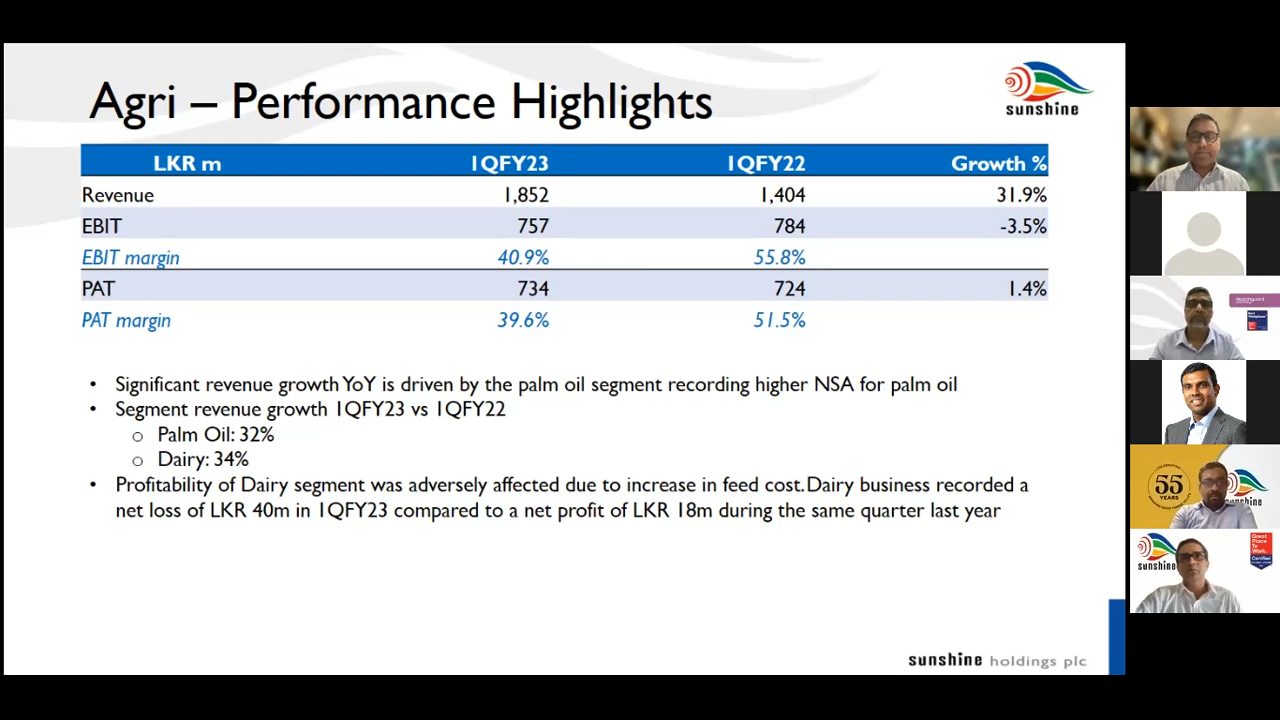 Agri – Performance Highlights
sunshine
LKR m 1QFY23 1QFY22 Growth %
Revenue 1,852 1,404 31.9%
EBIT 757 784 -3.5%
EBIT margin 40.9% 55.8%
PAT 734 724 1.4%
PAT margin 39.6% 51.5%
• Significant revenue growth YoY is driven by the palm oil segment recording higher NSA for palm oil
• Segment revenue growth 1QFY23 vs 1QFY22
o Palm Oil: 32%
o Dairy: 34%
• Profitability of Dairy segment was adversely affected due to increase in feed cost. Dairy business recorded a
net loss of LKR 40m in 1QFY23 compared to a net profit of LKR 18m during the same quarter last year
sunshine holdings plc
55
YEARS
sunshine
sunshine
Great
Place
To
Work.
Certified